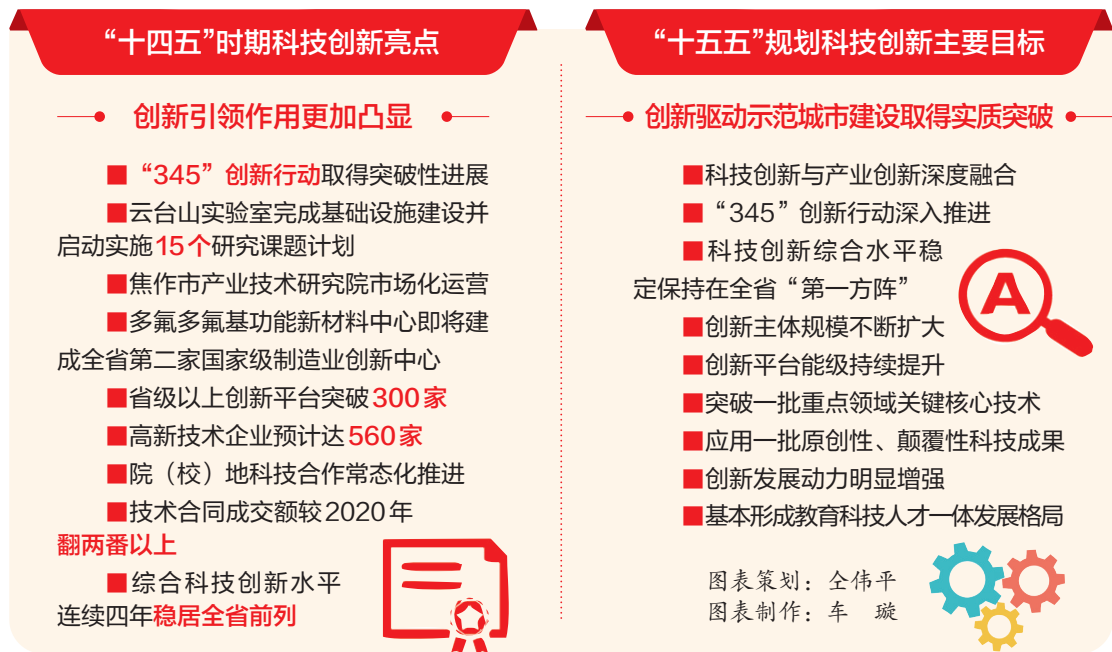 “十四五”时期科技创新亮点
创新引领作用更加凸显
■“345”创新行动取得突破性进展
■云台山实验室完成基础设施建设并
启动实施15个研究课题计划
■焦作市产业技术研究院市场化运营
■多氟多氟基功能新材料中心即将建
成全省第二家国家级制造业创新中心
■省级以上创新平台突破300家
■高新技术企业预计达560家
■院（校）地科技合作常态化推进
■技术合同成交额较2020年
翻两番以上
■综合科技创新水平
连续四年稳居全省前列
“十五五”规划科技创新主要目标
创新驱动示范城市建设取得实质突破
■科技创新与产业创新深度融合
■“345”创新行动深入推进
■科技创新综合水平稳
定保持在全省“第一方阵”
■创新主体规模不断扩大
■创新平台能级持续提升
■突破一批重点领域关键核心技术
■应用一批原创性、颠覆性科技成果
■创新发展动力明显增强
■基本形成教育科技人才一体发展格局
A
图表策划：仝伟平
图表制作：车　璇